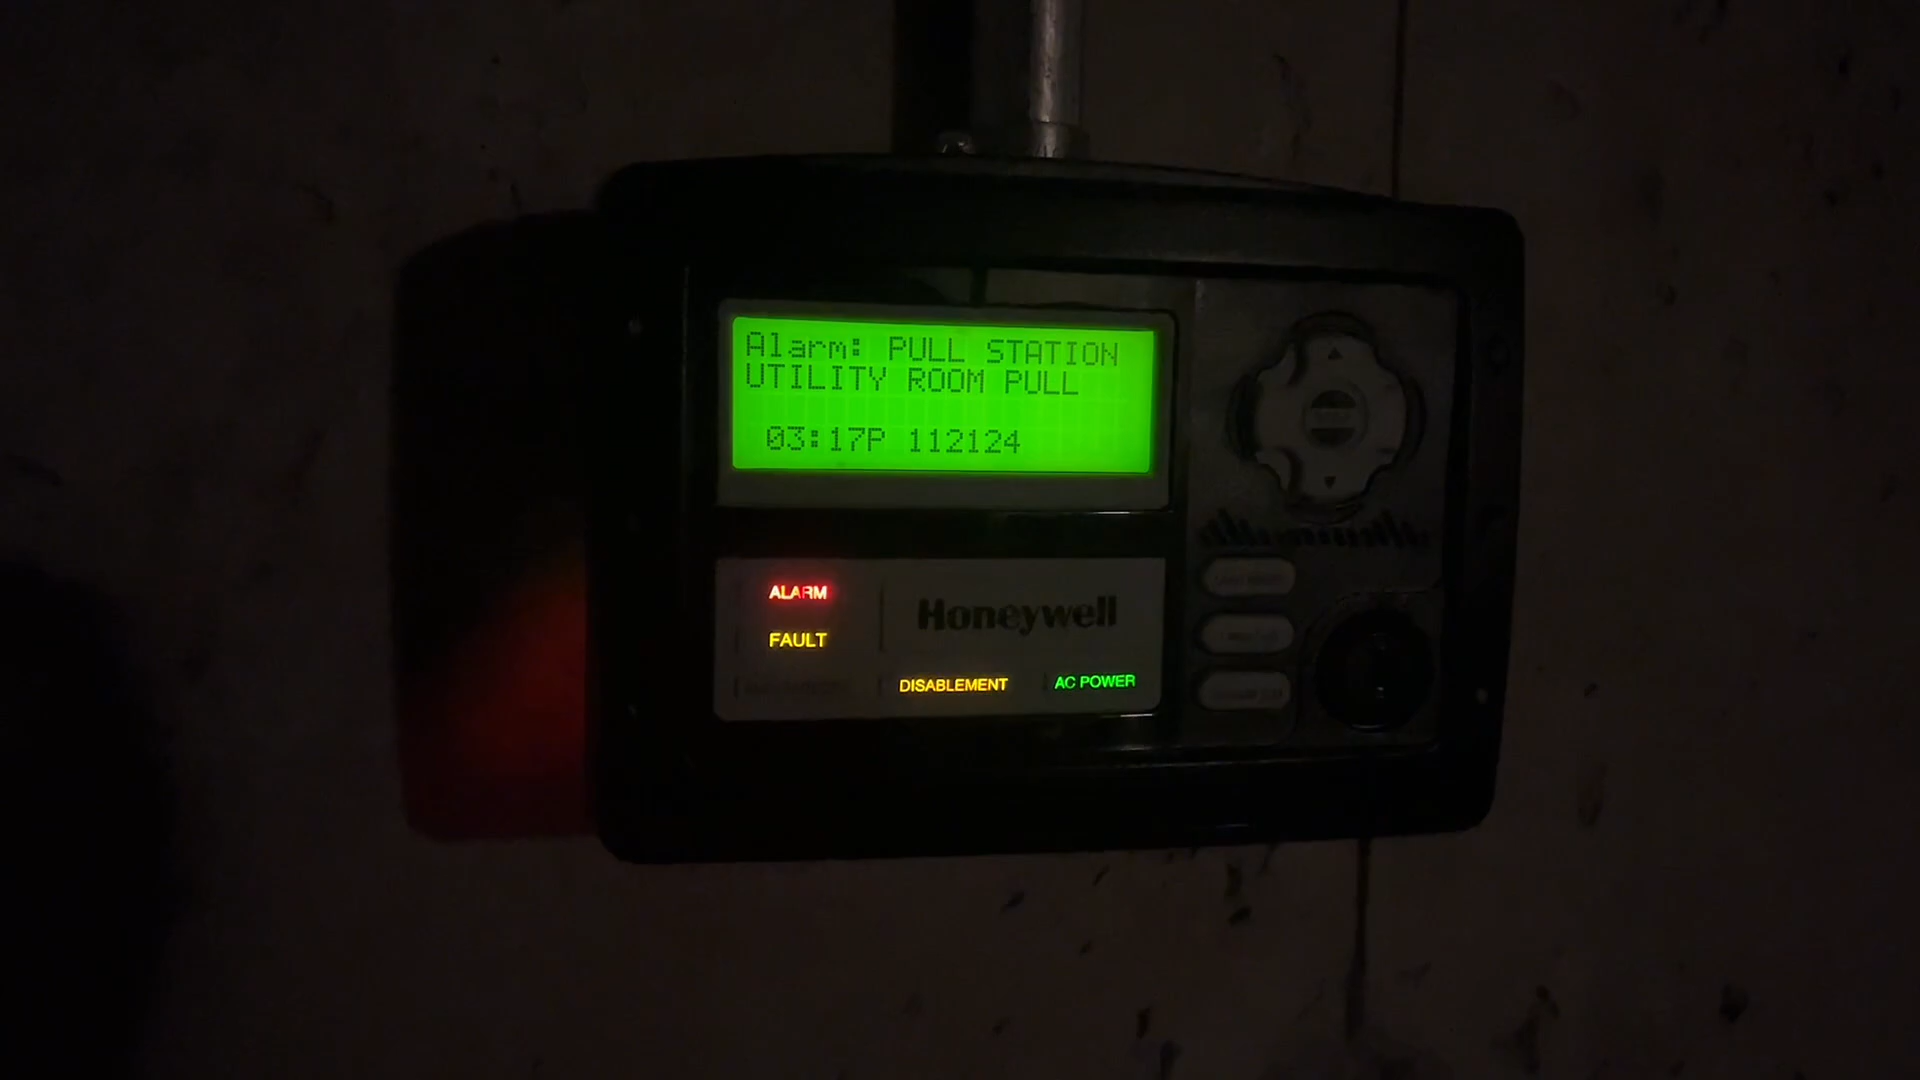 Alarm: PULL STATION
UTILITY ROOM PULL
03:17P 112124
ALARM
FAULT
Honeywell
DISABLEMENT
AC POWER